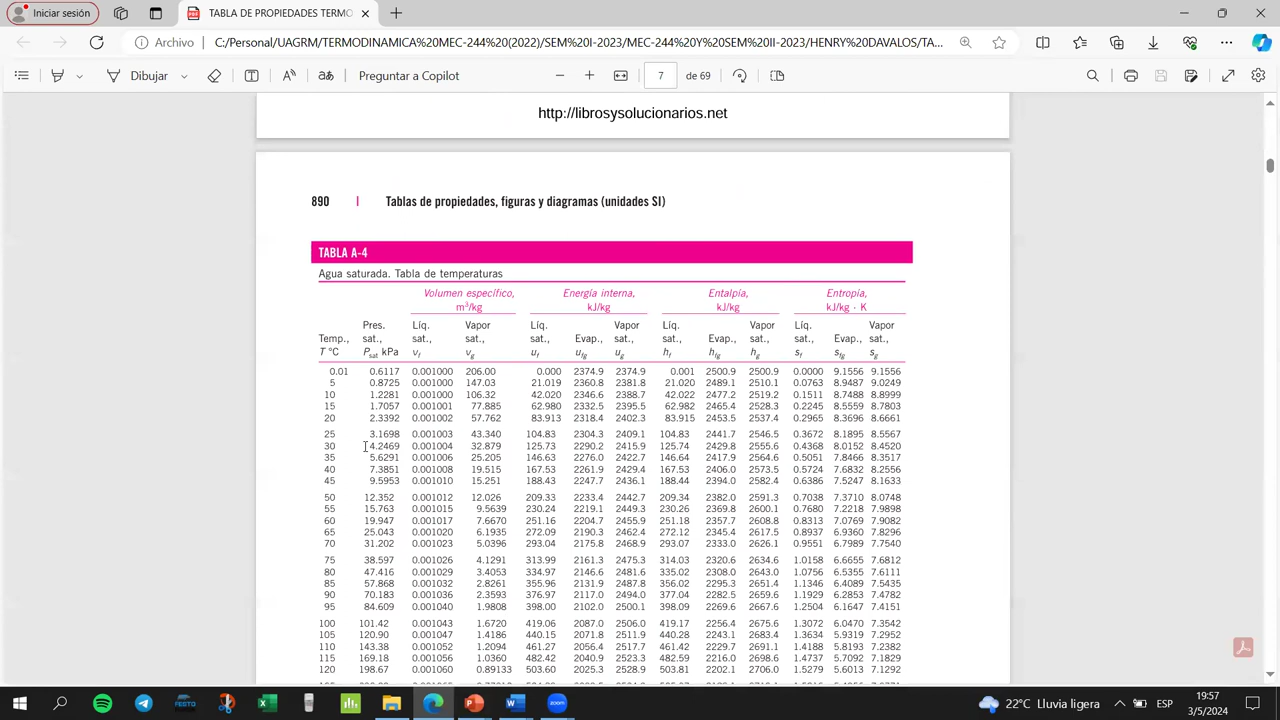 Iniciar sesión
TABLA DE PROPIEDADES TERMO
Archivo
C:/Personal/UAGRM/TERMODINAMICA%20MEC-244%20(2022)/SEM%20I-2023/MEC-244%20Y%20SEM%20II-2023/HENRY%20DAVALOS/TA...
Dibujar
Preguntar a Copilot
7 de 69
http://librosysolucionarios.net
890 | Tablas de propiedades, figuras y diagramas (unidades SI)
TABLA A-4
Agua saturada. Tabla de temperaturas
Volumen específico, Energía interna, Entalpía, Entropía,
m³/kg kJ/kg kJ/kg kJ/kg · K
Pres. Líq. Vapor Líq. Vapor Líq. Vapor Líq. Vapor
Temp., sat., sat., sat., sat., Evap., sat., sat., Evap., sat., sat., Evap., sat.,
T °C Psat kPa vf vg uf ufg ug hf hfg hg sf sfg sg
0.01 0.6117 0.001000 206.00 0.000 2374.9 2374.9 0.001 2500.9 2500.9 0.0000 9.1556 9.1556
5 0.8725 0.001000 147.03 21.019 2360.8 2381.8 21.020 2489.1 2510.1 0.0763 8.9487 9.0249
10 1.2281 0.001000 106.32 42.020 2346.6 2388.7 42.022 2477.2 2519.2 0.1511 8.7488 8.8999
15 1.7057 0.001001 77.885 62.980 2332.5 2395.5 62.982 2465.4 2528.3 0.2245 8.5559 8.7803
20 2.3392 0.001002 57.762 83.913 2318.4 2402.3 83.915 2453.5 2537.4 0.2965 8.3696 8.6661
25 3.1698 0.001003 43.340 104.83 2304.3 2409.1 104.83 2441.7 2546.5 0.3672 8.1895 8.5567
30 4.2469 0.001004 32.879 125.73 2290.2 2415.9 125.74 2429.8 2555.6 0.4368 8.0152 8.4520
35 5.6291 0.001006 25.205 146.63 2276.0 2422.7 146.64 2417.9 2564.6 0.5051 7.8466 8.3517
40 7.3851 0.001008 19.515 167.53 2261.9 2429.4 167.53 2406.0 2573.5 0.5724 7.6832 8.2556
45 9.5953 0.001010 15.251 188.43 2247.7 2436.1 188.44 2394.0 2582.4 0.6386 7.5247 8.1633
50 12.352 0.001012 12.026 209.33 2233.4 2442.7 209.34 2382.0 2591.3 0.7038 7.3710 8.0748
55 15.763 0.001015 9.5639 230.24 2219.1 2449.3 230.26 2369.8 2600.1 0.7680 7.2218 7.9898
60 19.947 0.001017 7.6670 251.16 2204.7 2455.9 251.18 2357.7 2608.8 0.8313 7.0769 7.9082
65 25.043 0.001020 6.1935 272.09 2190.3 2462.4 272.12 2345.4 2617.5 0.8937 6.9360 7.8296
70 31.202 0.001023 5.0396 293.04 2175.8 2468.9 293.07 2333.0 2626.1 0.9551 6.7989 7.7540
75 38.597 0.001026 4.1291 313.99 2161.3 2475.3 314.03 2320.6 2634.6 1.0158 6.6655 7.6812
80 47.416 0.001029 3.4053 334.97 2146.6 2481.6 335.02 2308.0 2643.0 1.0756 6.5355 7.6111
85 57.868 0.001032 2.8261 355.96 2131.9 2487.8 356.02 2295.3 2651.4 1.1346 6.4089 7.5435
90 70.183 0.001036 2.3593 376.97 2117.0 2494.0 377.04 2282.5 2659.6 1.1929 6.2853 7.4782
95 84.609 0.001040 1.9808 398.00 2102.0 2500.1 398.09 2269.6 2667.6 1.2504 6.1647 7.4151
100 101.42 0.001043 1.6720 419.06 2087.0 2506.0 419.17 2256.4 2675.6 1.3072 6.0470 7.3542
105 120.90 0.001047 1.4186 440.15 2071.8 2511.9 440.28 2243.1 2683.4 1.3634 5.9319 7.2952
110 143.38 0.001052 1.2094 461.27 2056.4 2517.7 461.42 2229.7 2691.1 1.4188 5.8193 7.2382
115 169.18 0.001056 1.0360 482.42 2040.9 2523.3 482.59 2216.0 2698.6 1.4737 5.7092 7.1829
120 198.67 0.001060 0.89133 503.60 2025.3 2528.9 503.81 2202.1 2706.0 1.5279 5.6013 7.1292
22°C Lluvia ligera
ESP
19:57
3/5/2024